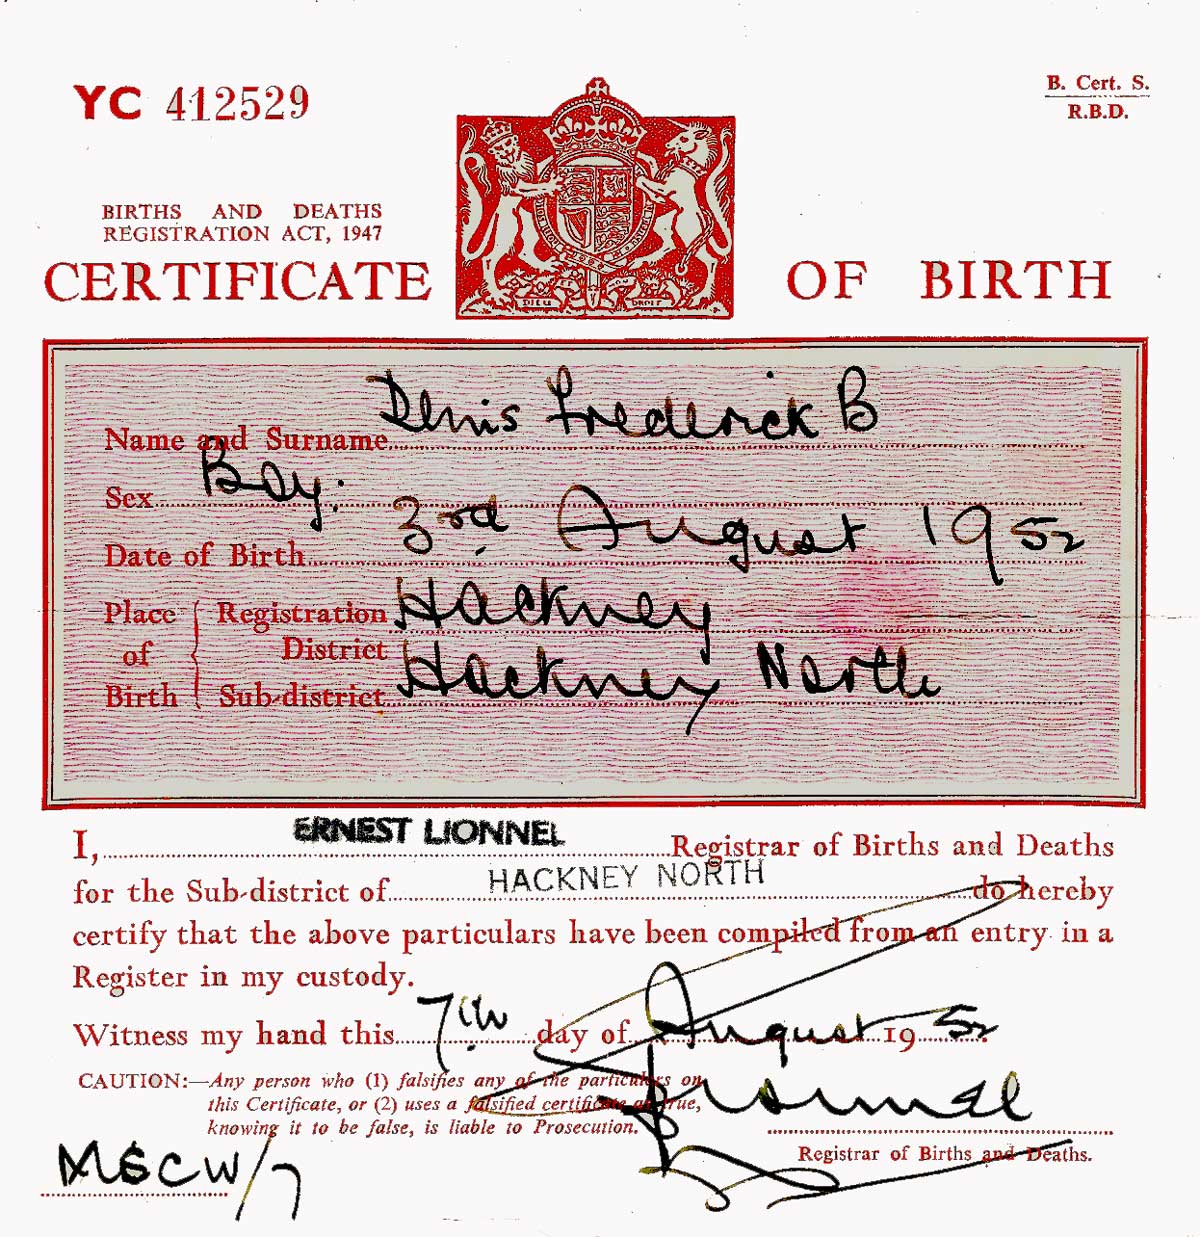 YC 412529
B. Cert. S.
R.B.D.
BIRTHS AND DEATHS
REGISTRATION ACT, 1947
CERTIFICATE OF BIRTH
DIEU ET MON DROIT
Name and Surname Denis Frederick B
Sex Boy.
Date of Birth 3rd August 1952
Place of Birth { Registration District Hackney
Sub-district Hackney North
I, ERNEST LIONNEL Registrar of Births and Deaths
for the Sub-district of HACKNEY NORTH do hereby
certify that the above particulars have been compiled from an entry in a
Register in my custody.
Witness my hand this 7th day of August 1952.
CAUTION:—Any person who (1) falsifies any of the particulars on
this Certificate, or (2) uses a falsified certificate as true,
knowing it to be false, is liable to Prosecution.
Registrar of Births and Deaths.
MSCW/7